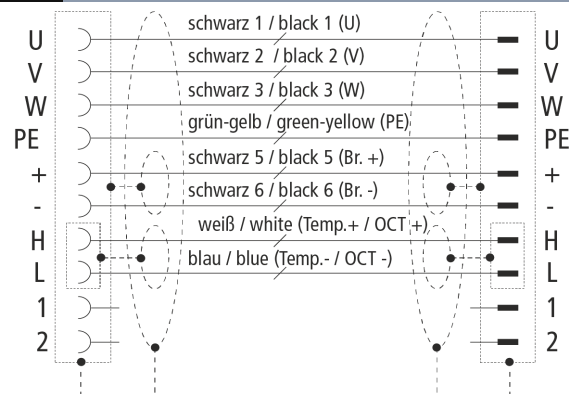 U schwarz 1 / black 1 (U) U
V schwarz 2 / black 2 (V) V
W schwarz 3 / black 3 (W) W
PE grün-gelb / green-yellow (PE) PE
+ schwarz 5 / black 5 (Br. +) +
- schwarz 6 / black 6 (Br. -) -
H weiß / white (Temp.+ / OCT +) H
L blau / blue (Temp.- / OCT -) L
1 1
2 2